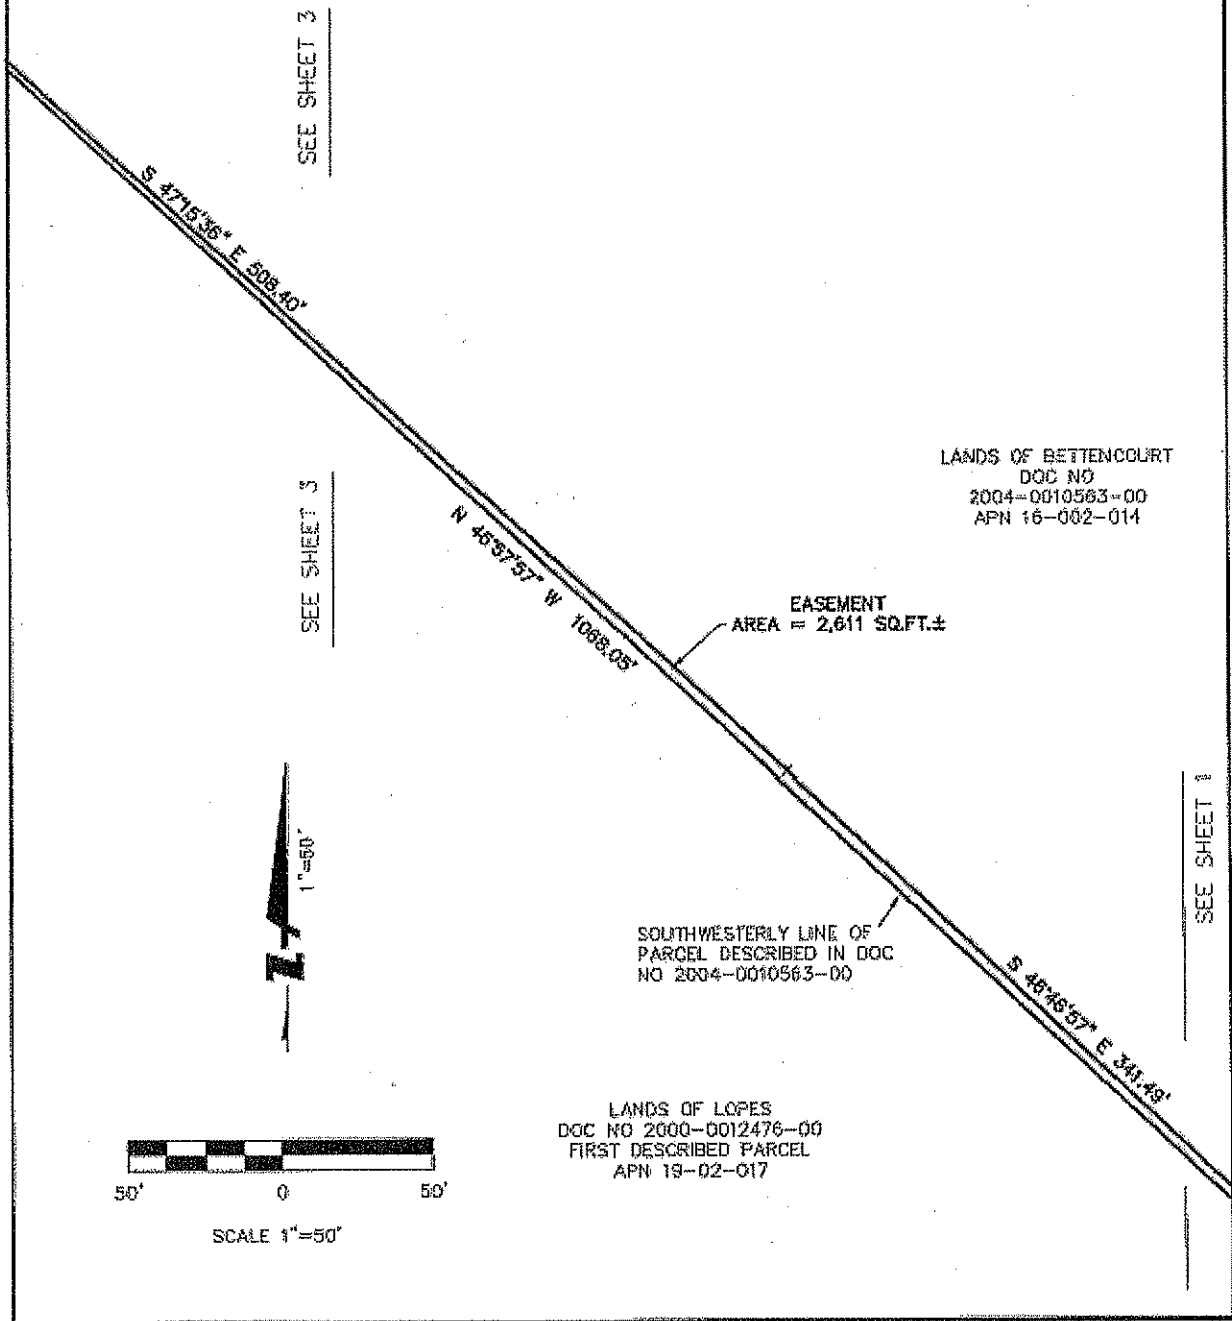 SEE SHEET 3
S 47°15'36" E 508.40'
LANDS OF BETTENCOURT
DOC NO
2004-0010563-00
APN 16-002-014
SEE SHEET 3
N 46°57'57" W 1068.05'
EASEMENT
AREA = 2,611 SQ.FT.±
SEE SHEET 1
1"=50'
N
SOUTHWESTERLY LINE OF
PARCEL DESCRIBED IN DOC
NO 2004-0010563-00
S 46°46'57" E 341.49'
LANDS OF LOPES
DOC NO 2000-0012476-00
FIRST DESCRIBED PARCEL
APN 19-02-017
50' 0 50'
SCALE 1"=50'